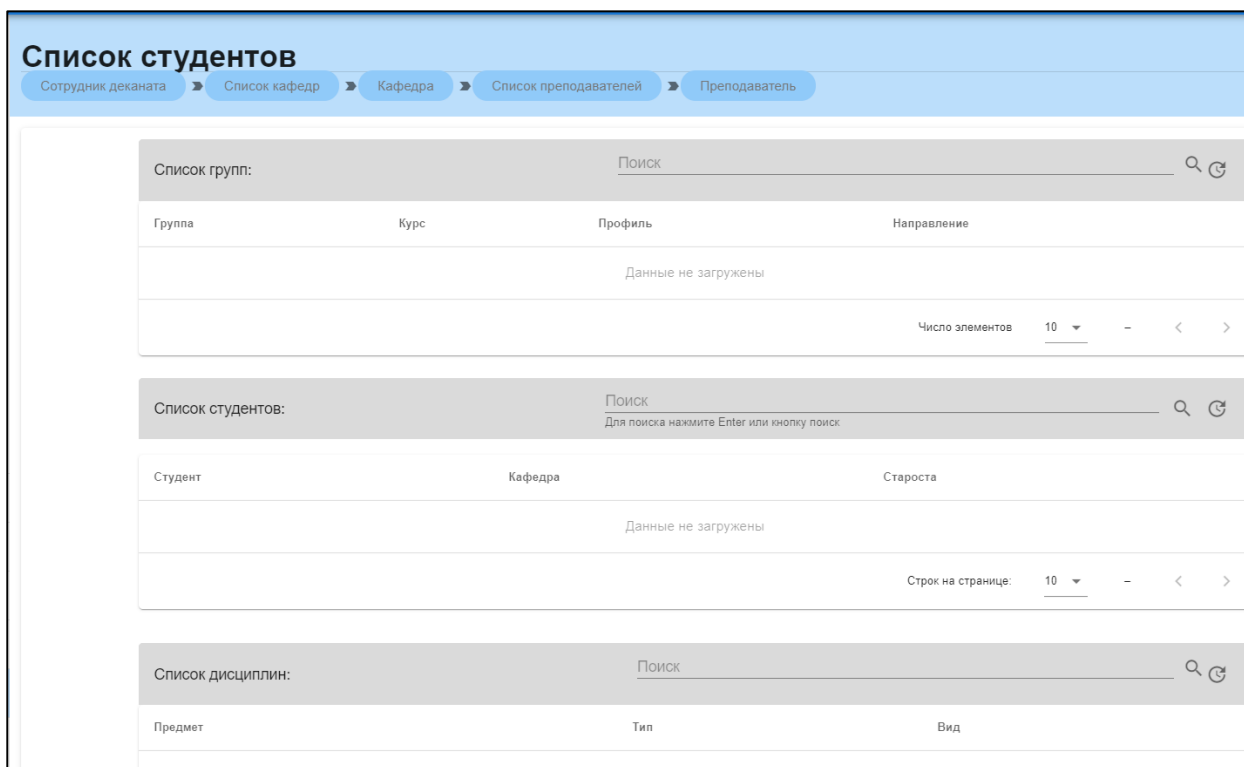 Список студентов
Сотрудник деканата Список кафедр Кафедра Список преподавателей Преподаватель
Список групп: Поиск
Группа Курс Профиль Направление
Данные не загружены
Число элементов 10 –
Список студентов: Поиск
Для поиска нажмите Enter или кнопку поиск
Студент Кафедра Староста
Данные не загружены
Строк на странице: 10 –
Список дисциплин: Поиск
Предмет Тип Вид